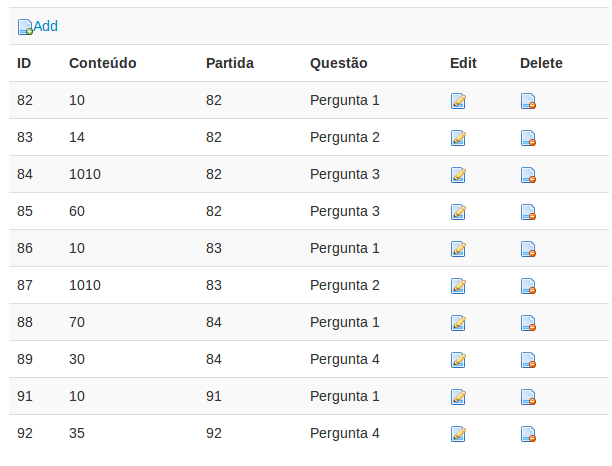 Add
ID Conteúdo Partida Questão Edit Delete
82 10 82 Pergunta 1
83 14 82 Pergunta 2
84 1010 82 Pergunta 3
85 60 82 Pergunta 3
86 10 83 Pergunta 1
87 1010 83 Pergunta 2
88 70 84 Pergunta 1
89 30 84 Pergunta 4
91 10 91 Pergunta 1
92 35 92 Pergunta 4